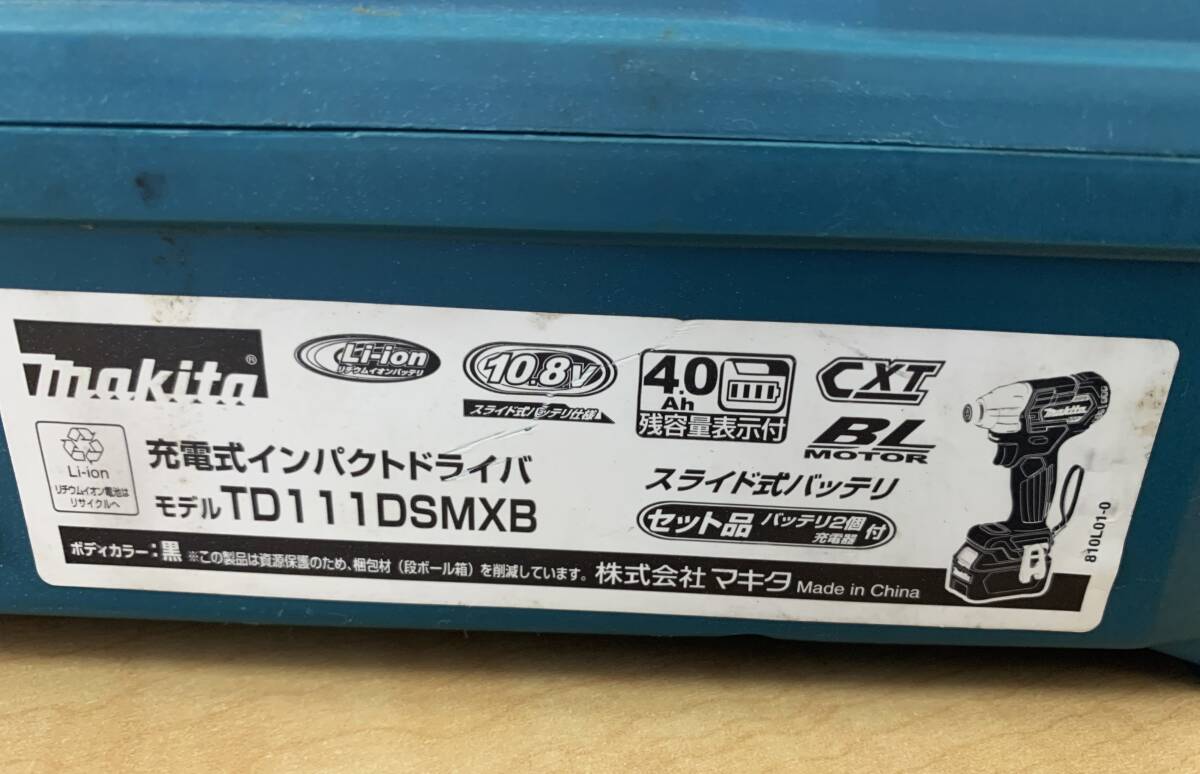 makita®
Li-ion
リチウムイオンバッテリ
10.8V
スライド式バッテリ仕様
4.0
Ah
残容量表示付
CXT
BL
MOTOR
Li-ion
リチウムイオン電池は
リサイクルへ
充電式インパクトドライバ
モデルTD111DSMXB
スライド式バッテリ
セット品 バッテリ2個
充電器 付
makita
810L01-0
ボディカラー：黒 ※この製品は資源保護のため、梱包材（段ボール箱）を削減しています。 株式会社マキタ Made in China